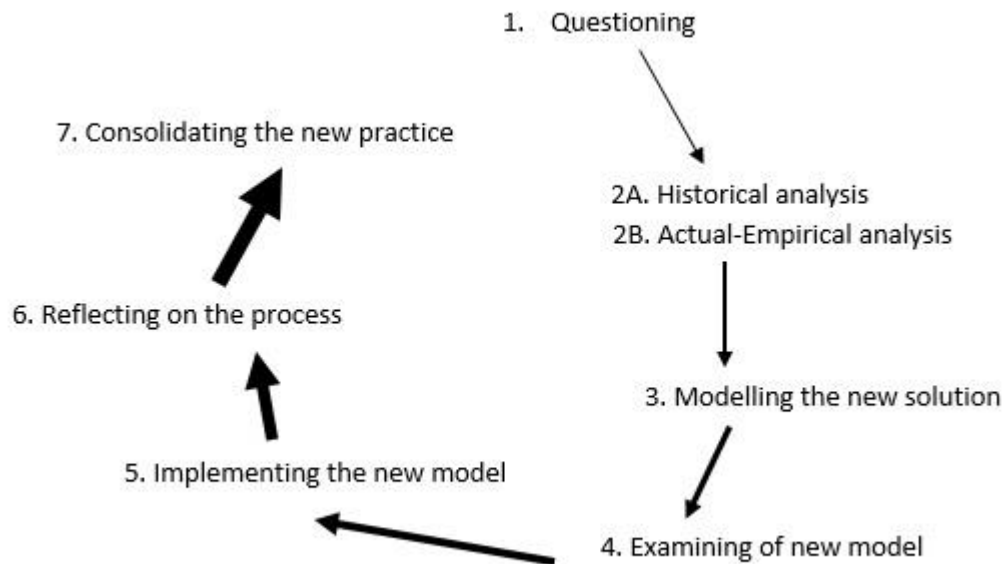 1. Questioning
2A. Historical analysis
2B. Actual-Empirical analysis
3. Modelling the new solution
4. Examining of new model
5. Implementing the new model
6. Reflecting on the process
7. Consolidating the new practice